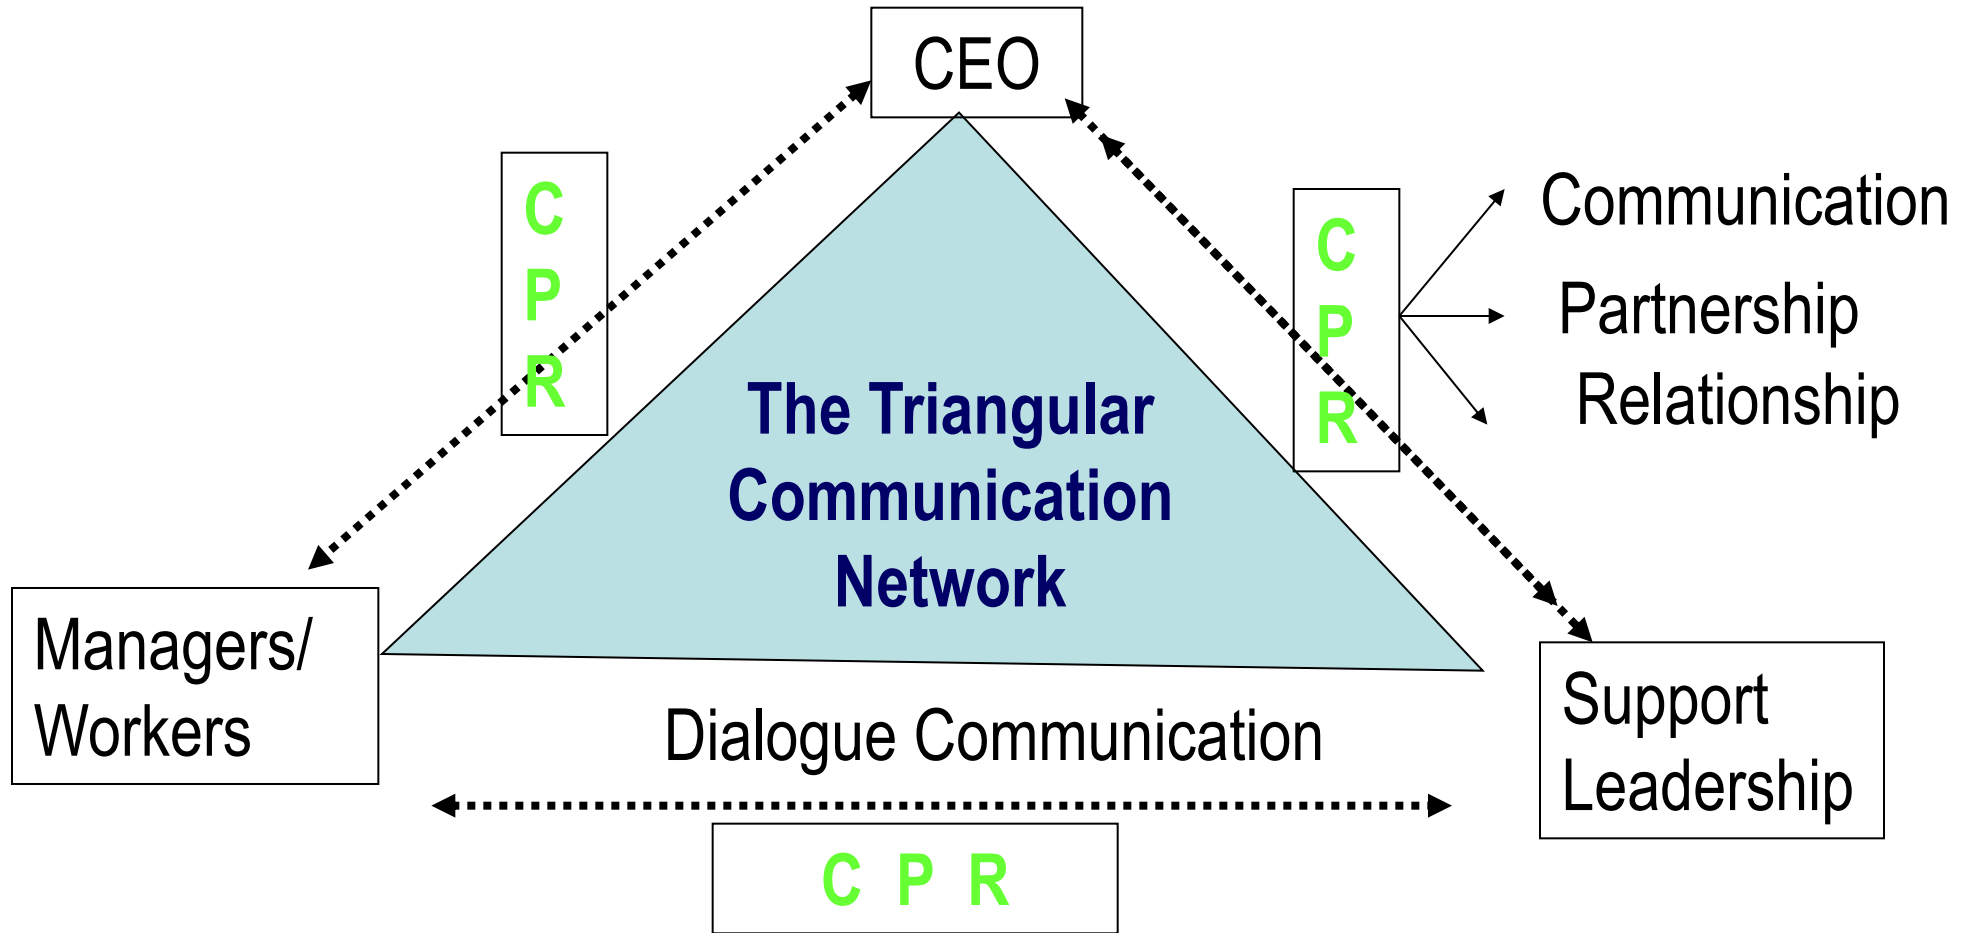 CEO
C
P
R
C
P
R
Communication
Partnership
Relationship
The Triangular
Communication
Network
Managers/
Workers
Dialogue Communication
Support
Leadership
C P R